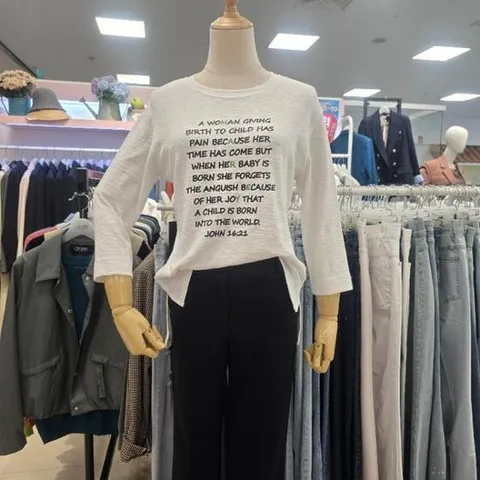 A WOMAN GIVING
BIRTH TO CHILD HAS
PAIN BECAUSE HER
TIME HAS COME BUT
WHEN HER BABY IS
BORN SHE FORGETS
THE ANGUISH BECAUSE
OF HER JOY THAT
A CHILD IS BORN
INTO THE WORLD.
JOHN 16:21